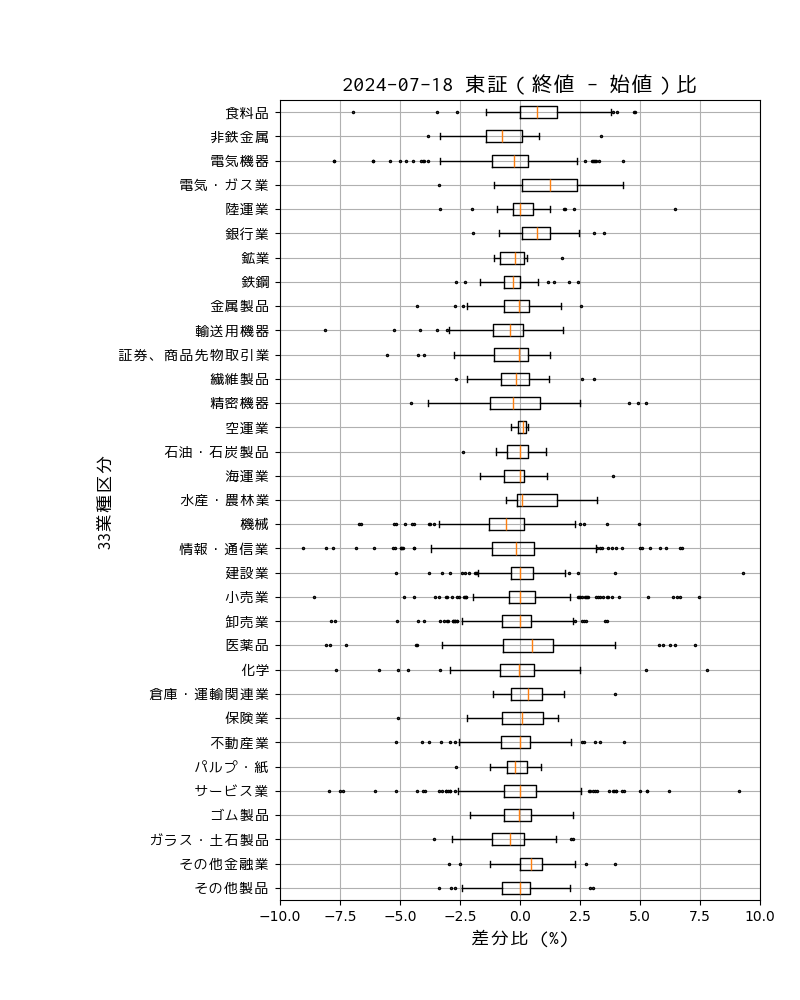 2024-07-18 東証（終値 - 始値）比
食料品
非鉄金属
電気機器
電気・ガス業
陸運業
銀行業
鉱業
鉄鋼
金属製品
輸送用機器
証券、商品先物取引業
繊維製品
精密機器
空運業
石油・石炭製品
海運業
水産・農林業
機械
情報・通信業
建設業
小売業
卸売業
医薬品
化学
倉庫・運輸関連業
保険業
不動産業
パルプ・紙
サービス業
ゴム製品
ガラス・土石製品
その他金融業
その他製品
33業種区分
−10.0 −7.5 −5.0 −2.5 0.0 2.5 5.0 7.5 10.0
差分比 (%)